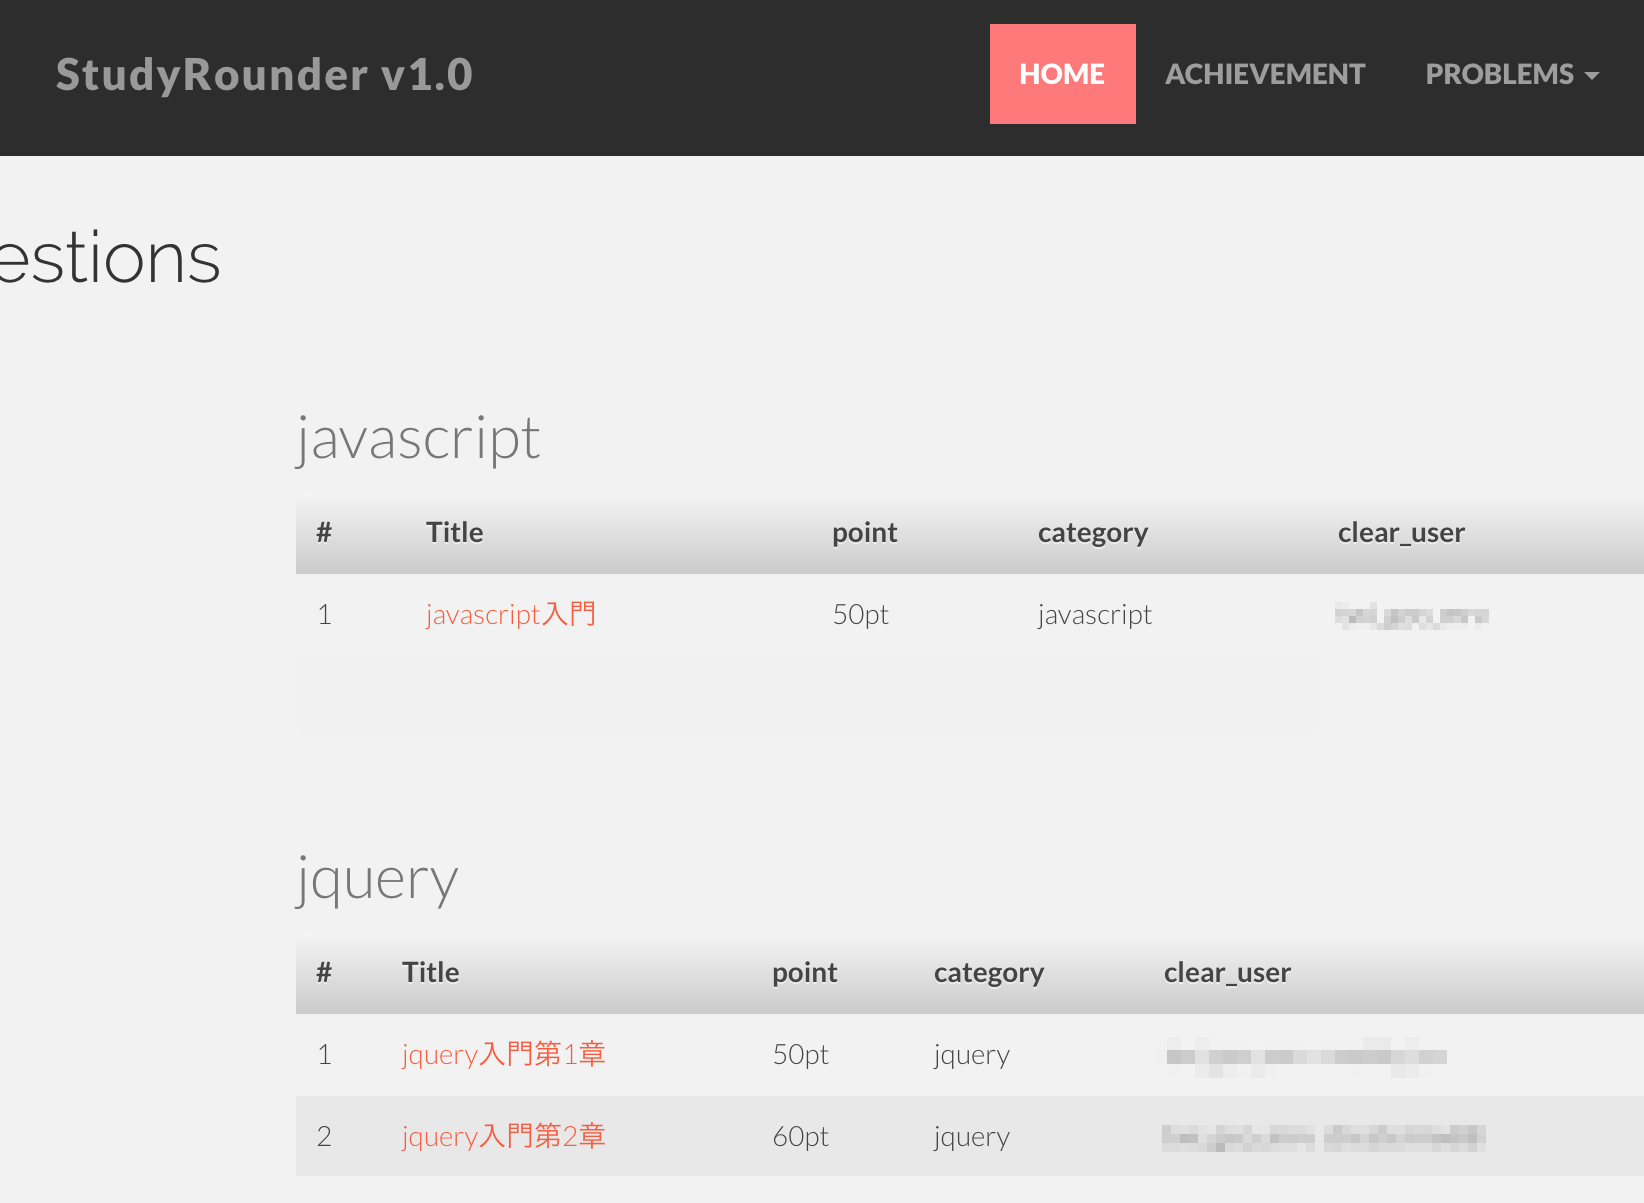 StudyRounder v1.0 HOME ACHIEVEMENT PROBLEMS
estions
javascript
# Title point category clear_user
1 javascript入門 50pt javascript
jquery
# Title point category clear_user
1 jquery入門第1章 50pt jquery
2 jquery入門第2章 60pt jquery